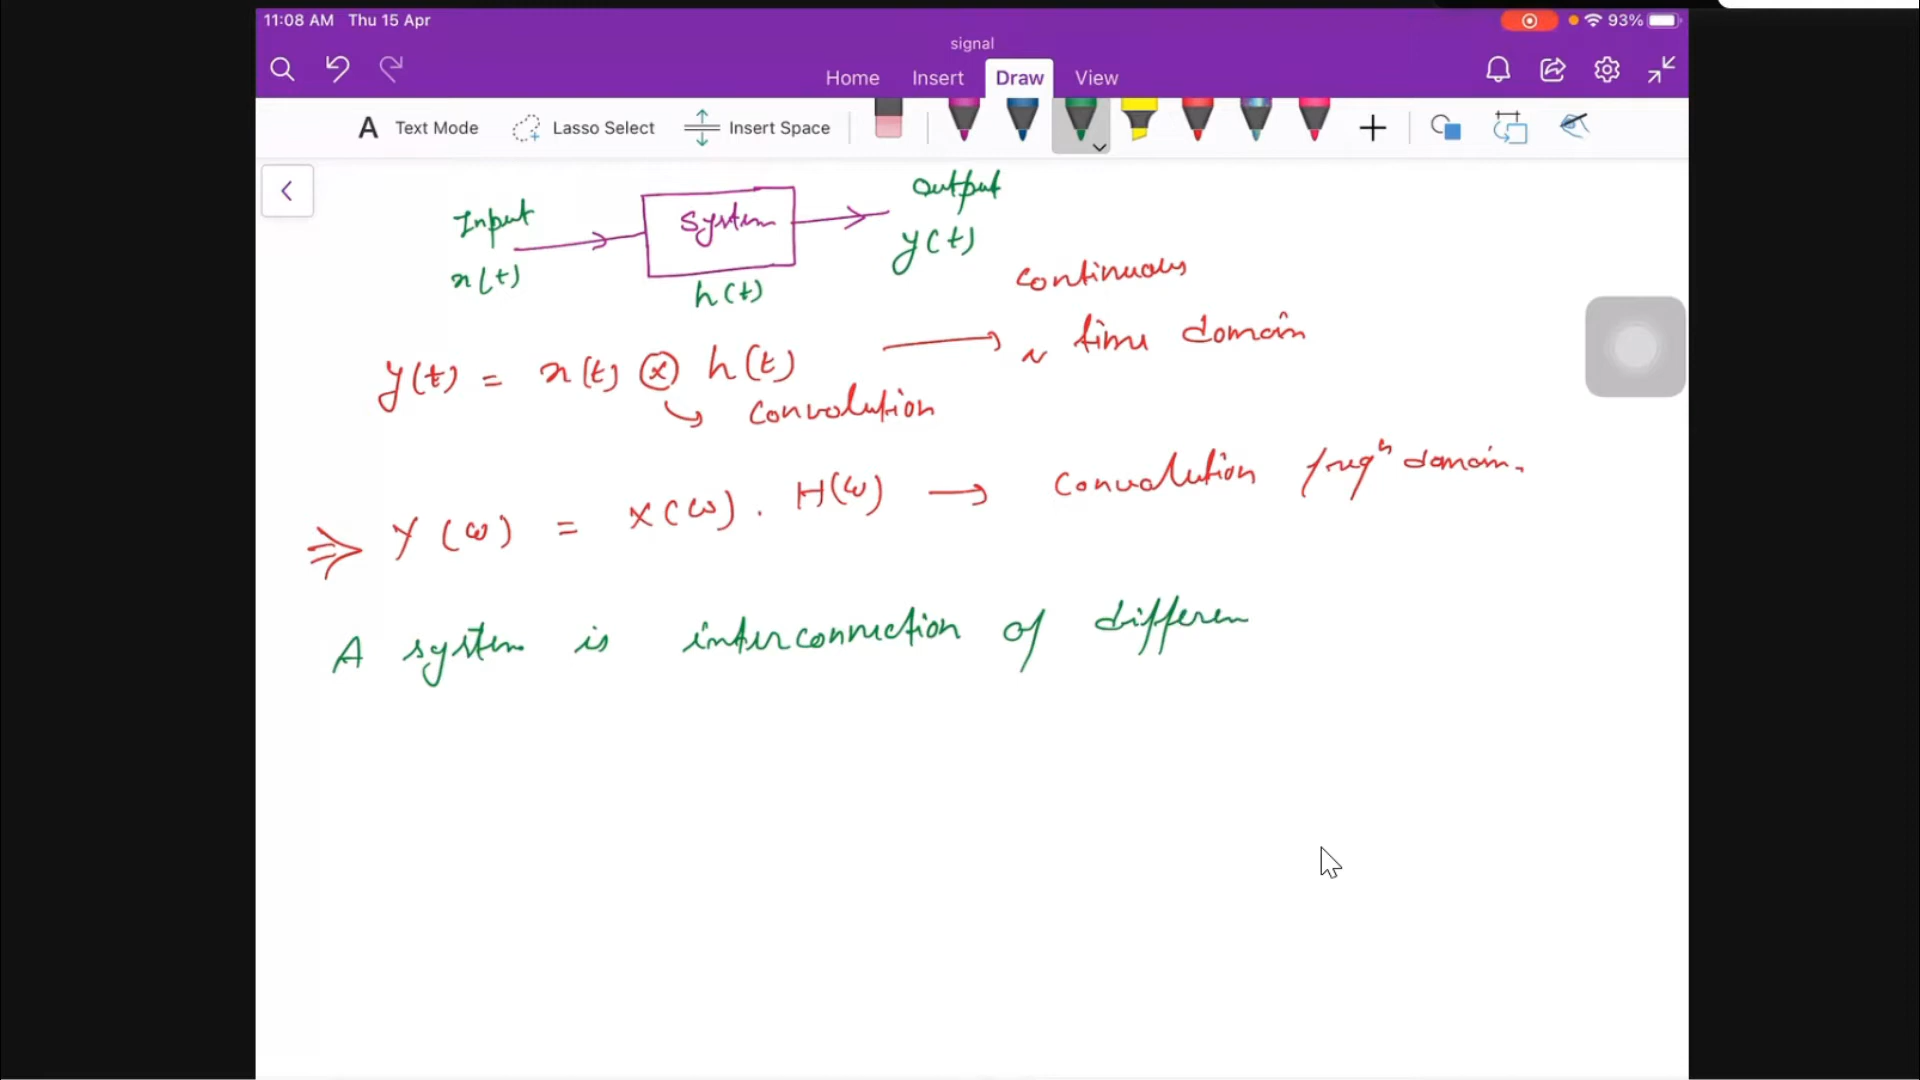 11:08 AM Thu 15 Apr
93%
signal
Home Insert Draw View
A Text Mode Lasso Select Insert Space
Output
Input
System
y(t)
x(t)
h(t)
continuous
time domain
y(t) = x(t) ⊗ h(t)
Convolution
Y(ω) = X(ω) . H(ω) → Convolution freqⁿ domain.
A system is interconnection of differen